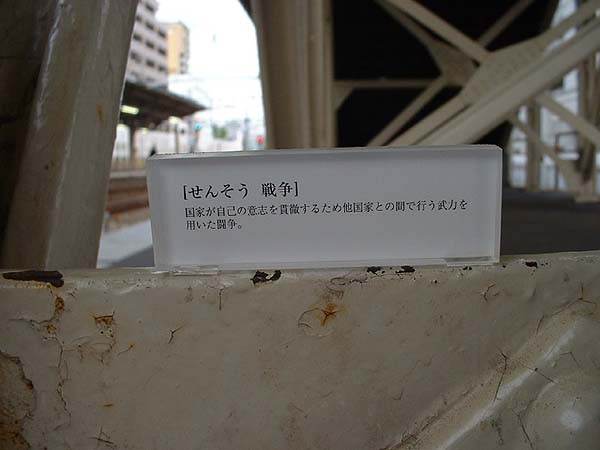 [せんそう 戦争]
国家が自己の意志を貫徹するため他国家との間で行う武力を
用いた闘争。